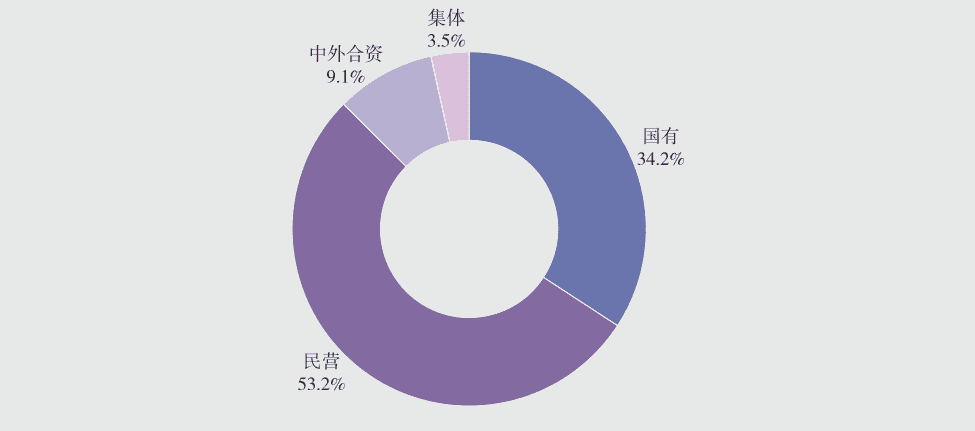 集体
3.5%
中外合资
9.1%
国有
34.2%
民营
53.2%